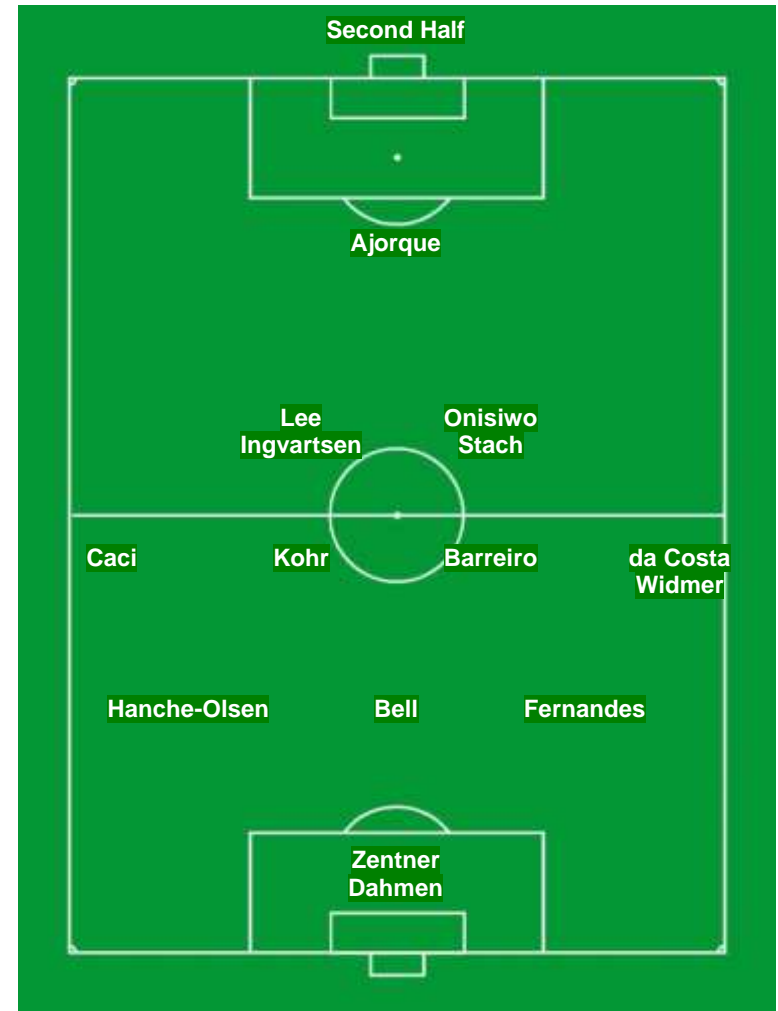 Second Half
Ajorque
Lee Onisiwo
Ingvartsen Stach
Caci Kohr Barreiro da Costa
Widmer
Hanche-Olsen Bell Fernandes
Zentner
Dahmen